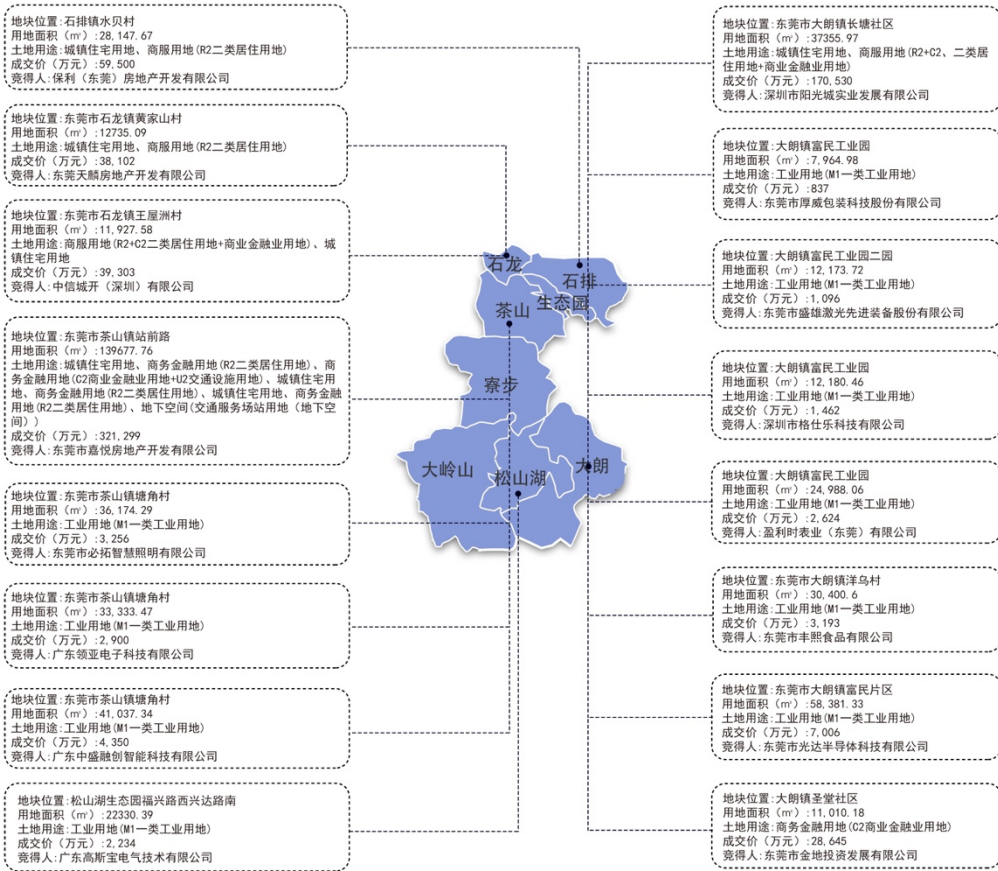 地块位置:石排镇水贝村
用地面积（㎡）:28,147.67
土地用途:城镇住宅用地、商服用地(R2二类居住用地)
成交价（万元）:59,500
竞得人:保利（东莞）房地产开发有限公司
地块位置:东莞市石龙镇黄家山村
用地面积（㎡）:12735.09
土地用途:城镇住宅用地、商服用地(R2二类居住用地)
成交价（万元）:38,102
竞得人:东莞天麟房地产开发有限公司
地块位置:东莞市石龙镇王屋洲村
用地面积（㎡）:11,927.58
土地用途:商服用地(R2+C2二类居住用地+商业金融业用地)、城
镇住宅用地
成交价（万元）:39,303
竞得人:中信城开（深圳）有限公司
地块位置:东莞市茶山镇站前路
用地面积（㎡）:139677.76
土地用途:城镇住宅用地、商务金融用地(R2二类居住用地)、商
务金融用地(C2商业金融业用地+U2交通设施用地)、城镇住宅用
地、商务金融用地(R2二类居住用地)、城镇住宅用地、商务金融
用地(R2二类居住用地)、地下空间(交通服务场站用地（地下空
间）)
成交价（万元）:321,299
竞得人:东莞市嘉悦房地产开发有限公司
地块位置:东莞市茶山镇塘角村
用地面积（㎡）:36,174.29
土地用途:工业用地(M1一类工业用地)
成交价（万元）:3,256
竞得人:东莞市必拓智慧照明有限公司
地块位置:东莞市茶山镇塘角村
用地面积（㎡）:33,333.47
土地用途:工业用地(M1一类工业用地)
成交价（万元）:2,900
竞得人:广东领亚电子科技有限公司
地块位置:东莞市茶山镇塘角村
用地面积（㎡）:41,037.34
土地用途:工业用地(M1一类工业用地)
成交价（万元）:4,350
竞得人:广东中盛融创智能科技有限公司
地块位置:松山湖生态园福兴路西兴达路南
用地面积（㎡）:22330.39
土地用途:工业用地(M1一类工业用地)
成交价（万元）:2,234
竞得人:广东高斯宝电气技术有限公司
石龙
石排
生态园
茶山
寮步
大岭山
松山湖
大朗
地块位置:东莞市大朗镇长塘社区
用地面积（㎡）:37355.97
土地用途:城镇住宅用地、商服用地(R2+C2、二类居
住用地+商业金融业用地)
成交价（万元）:170,530
竞得人:深圳市阳光城实业发展有限公司
地块位置:大朗镇富民工业园
用地面积（㎡）:7,964.98
土地用途:工业用地(M1一类工业用地)
成交价（万元）:837
竞得人:东莞市厚威包装科技股份有限公司
地块位置:大朗镇富民工业园二园
用地面积（㎡）:12,173.72
土地用途:工业用地(M1一类工业用地)
成交价（万元）:1,096
竞得人:东莞市盛雄激光先进装备股份有限公司
地块位置:大朗镇富民工业园
用地面积（㎡）:12,180.46
土地用途:工业用地(M1一类工业用地)
成交价（万元）:1,462
竞得人:深圳市格仕乐科技有限公司
地块位置:大朗镇富民工业园
用地面积（㎡）:24,988.06
土地用途:工业用地(M1一类工业用地)
成交价（万元）:2,624
竞得人:盈利时表业（东莞）有限公司
地块位置:东莞市大朗镇洋乌村
用地面积（㎡）:30,400.6
土地用途:工业用地(M1一类工业用地)
成交价（万元）:3,193
竞得人:东莞市丰熙食品有限公司
地块位置:东莞市大朗镇富民片区
用地面积（㎡）:58,381.33
土地用途:工业用地(M1一类工业用地)
成交价（万元）:7,006
竞得人:东莞市光达半导体科技有限公司
地块位置:大朗镇圣堂社区
用地面积（㎡）:11,010.18
土地用途:商务金融用地(C2商业金融业用地)
成交价（万元）:28,645
竞得人:东莞市金地投资发展有限公司